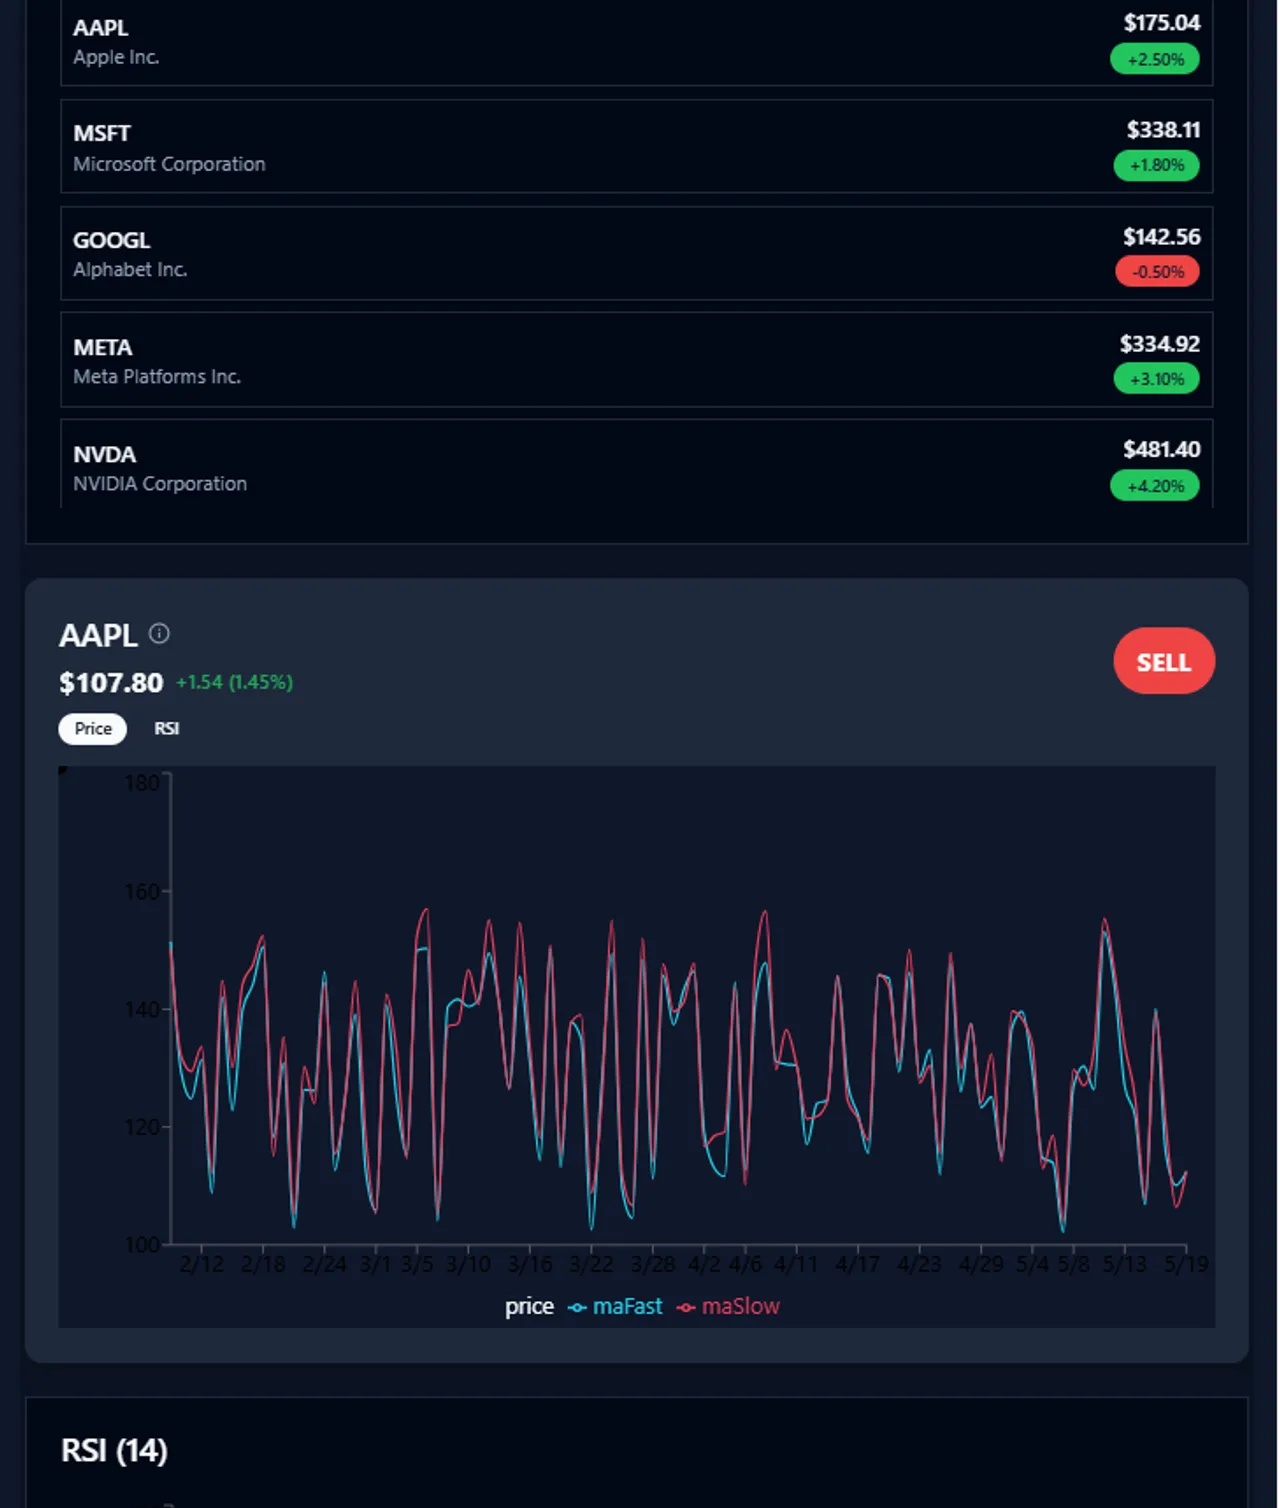 AAPL
$175.04
Apple Inc.
+2.50%
MSFT
$338.11
Microsoft Corporation
+1.80%
GOOGL
$142.56
Alphabet Inc.
-0.50%
META
$334.92
Meta Platforms Inc.
+3.10%
NVDA
$481.40
NVIDIA Corporation
+4.20%
AAPL
SELL
$107.80 +1.54 (1.45%)
Price RSI
180
160
140
120
100
2/12 2/18 2/24 3/1 3/5 3/10 3/16 3/22 3/28 4/2 4/6 4/11 4/17 4/23 4/29 5/4 5/8 5/13 5/19
price maFast maSlow
RSI (14)